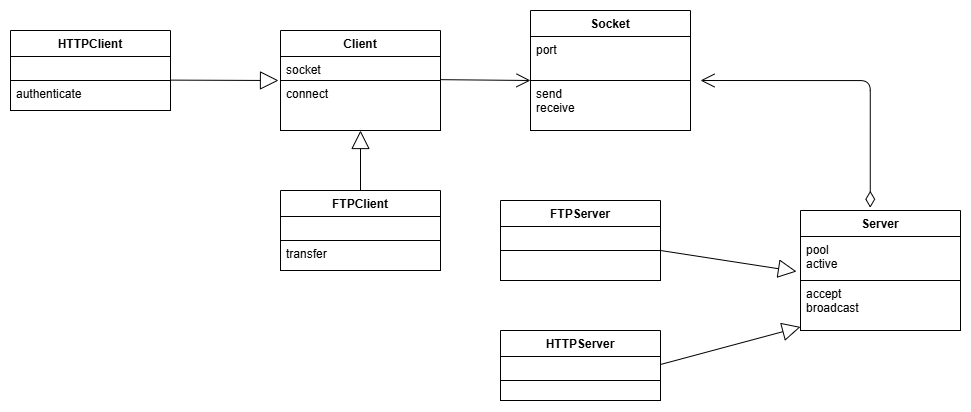 HTTPClient
authenticate
Client
socket
connect
Socket
port
send
receive
FTPClient
transfer
FTPServer
Server
pool
active
accept
broadcast
HTTPServer